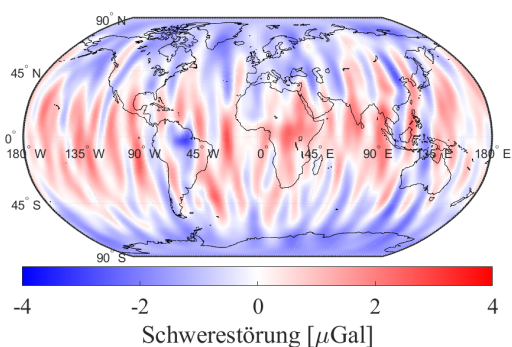 90° N
45° N
0°
180° W 135° W 90° W 45° W 0° 45° E 90° E 135° E 180° E
45° S
90° S
-4 -2 0 2 4
Schwerestörung [μGal]